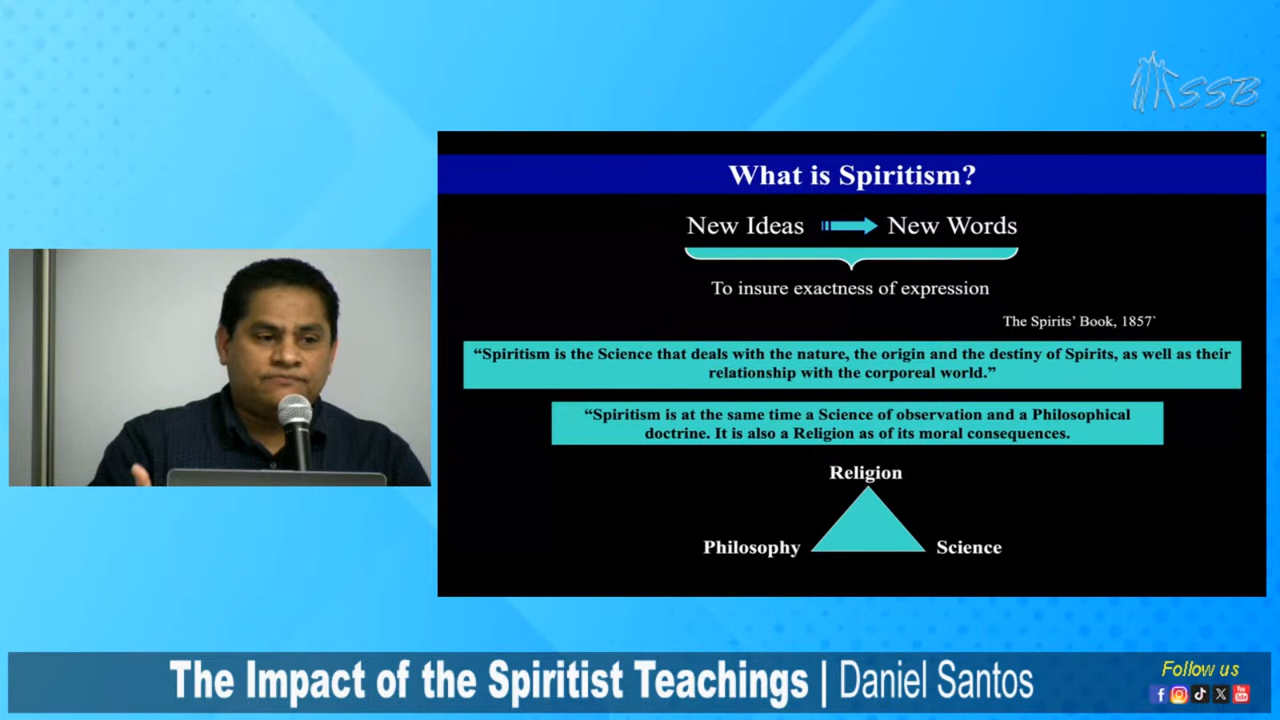 SSB
What is Spiritism?
New Ideas New Words
To insure exactness of expression
The Spirits' Book, 1857`
“Spiritism is the Science that deals with the nature, the origin and the destiny of Spirits, as well as their
relationship with the corporeal world.”
“Spiritism is at the same time a Science of observation and a Philosophical
doctrine. It is also a Religion as of its moral consequences.
Religion
Philosophy Science
The Impact of the Spiritist Teachings | Daniel Santos
Follow us